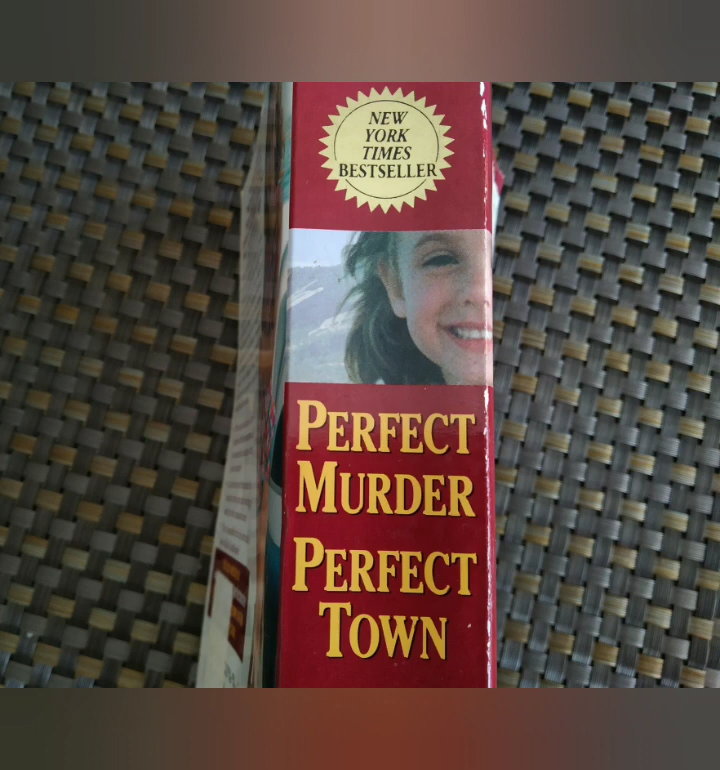 NEW
YORK
TIMES
BESTSELLER
PERFECT
MURDER
PERFECT
TOWN